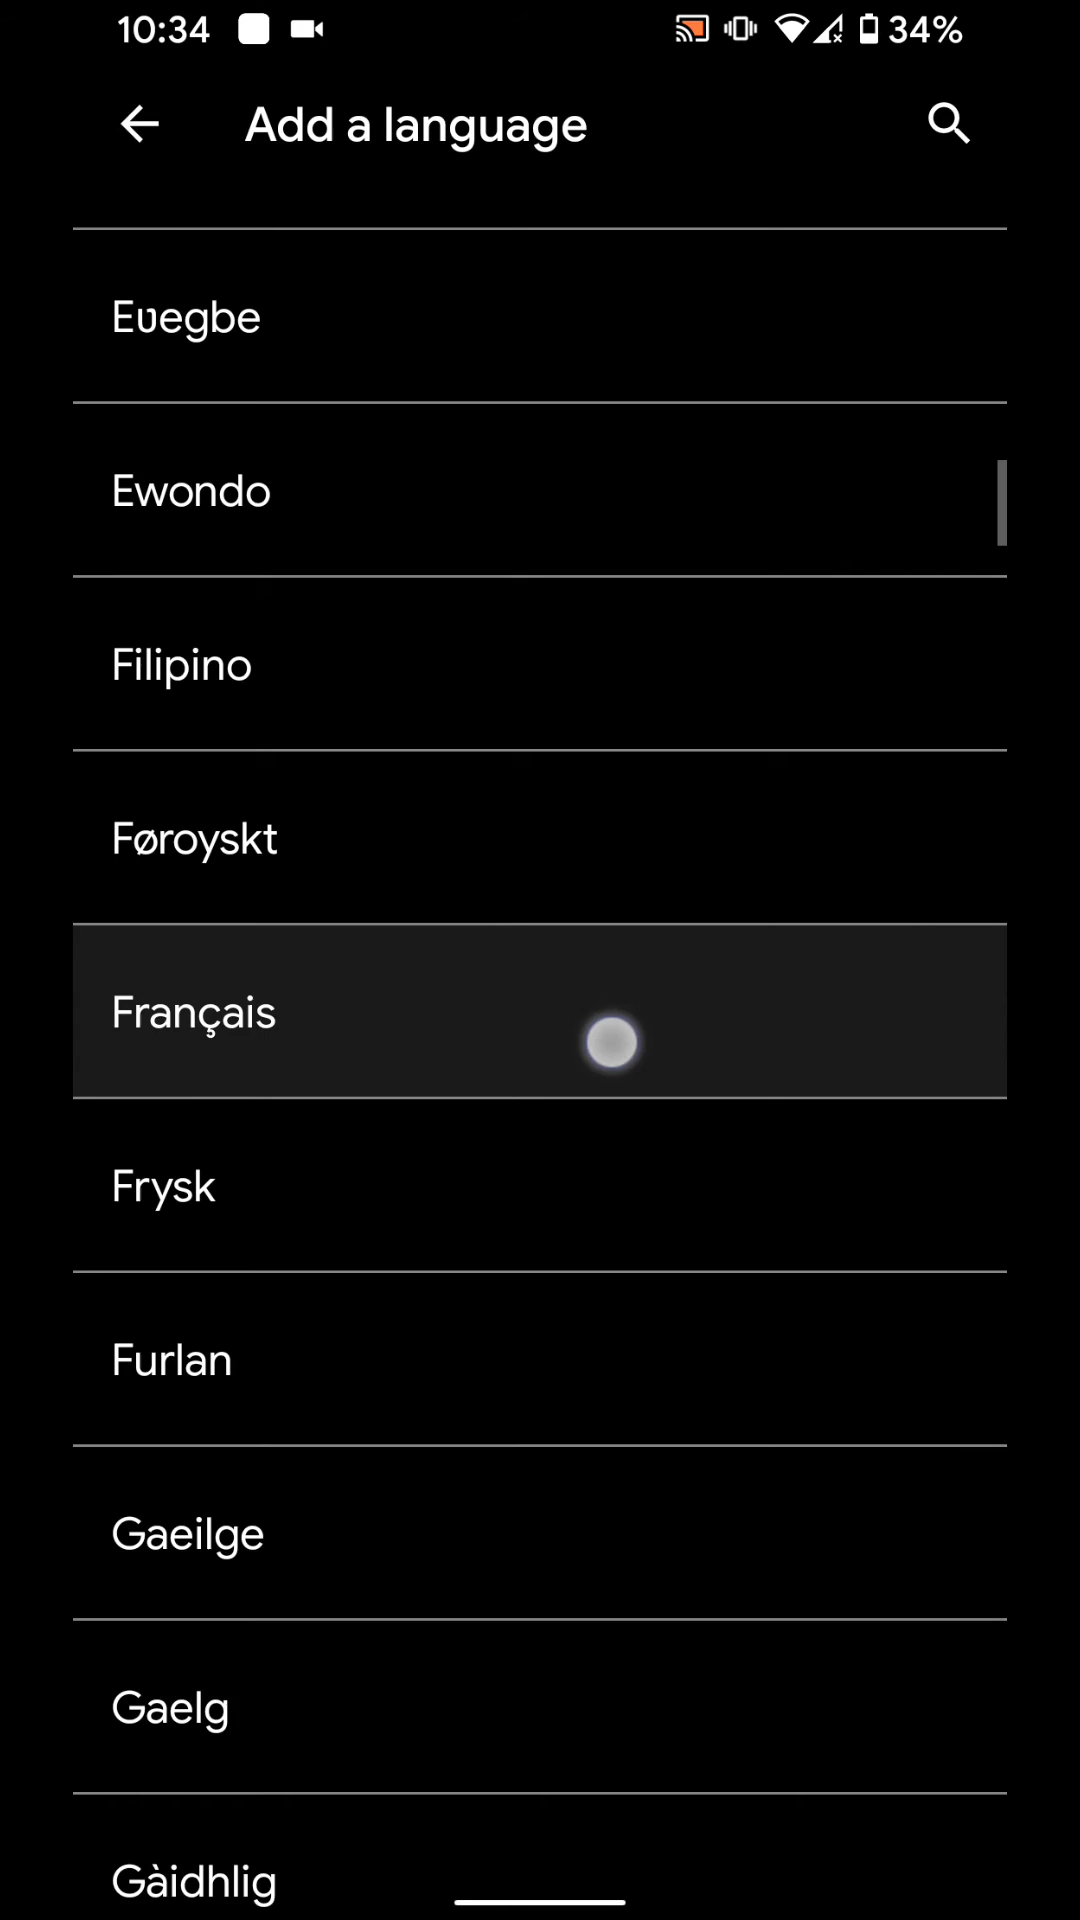 10:34
34%
Add a language
Eʋegbe
Ewondo
Filipino
Føroyskt
Français
Frysk
Furlan
Gaeilge
Gaelg
Gàidhlig